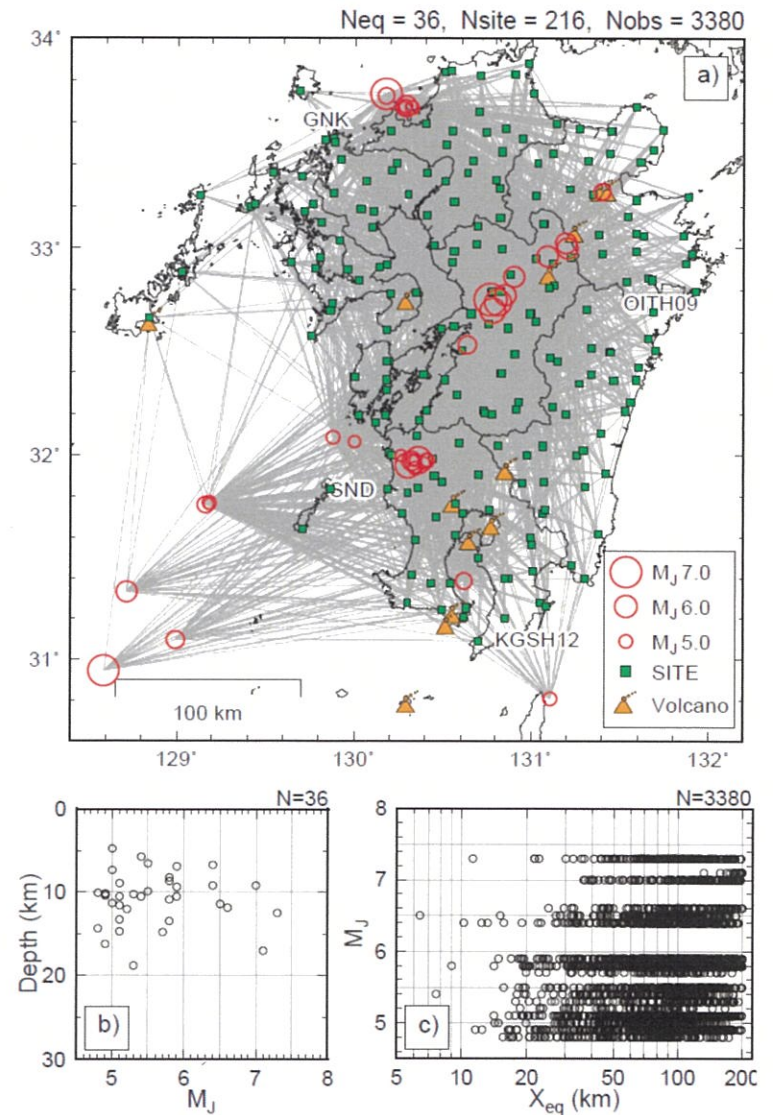 Neq = 36, Nsite = 216, Nobs = 3380
34˚
a)
GNK
33˚
OITH09
32˚
SND
MJ 7.0
MJ 6.0
MJ 5.0
SITE
Volcano
KGSH12
31˚
100 km
129˚ 130˚ 131˚ 132˚
N=36
0
10
20
30
Depth (km)
b)
5 6 7 8
MJ
N=3380
8
7
6
5
MJ
c)
5 10 20 30 100 200
Xeq (km)